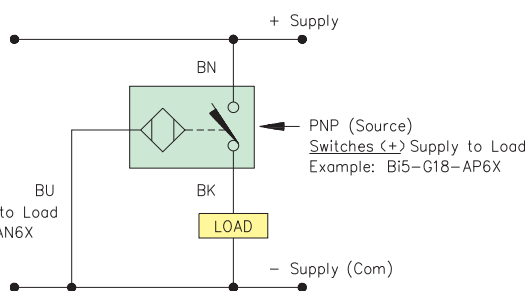 + Supply
BN
PNP (Source)
Switches (+) Supply to Load
Example: Bi5-G18-AP6X
BU
to Load
AN6X
BK
LOAD
- Supply (Com)